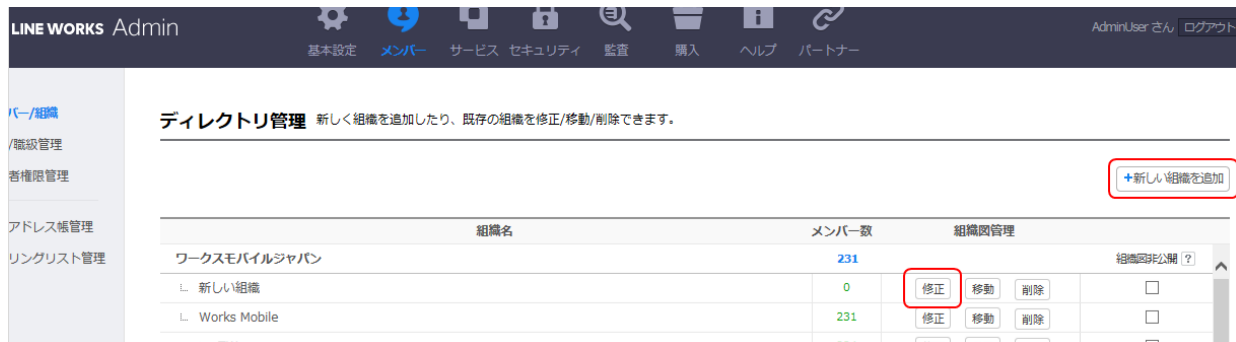 LINE WORKS Admin
基本設定 メンバー サービス セキュリティ 監査 購入 ヘルプ パートナー
AdminUser さん ログアウト
バー/組織
/職級管理
者権限管理
アドレス帳管理
リングリスト管理
ディレクトリ管理 新しく組織を追加したり、既存の組織を修正/移動/削除できます。
+新しい組織を追加
組織名 メンバー数 組織図管理
ワークスモバイルジャパン 231 組織図非公開 ?
新しい組織 0 修正 移動 削除
Works Mobile 231 修正 移動 削除